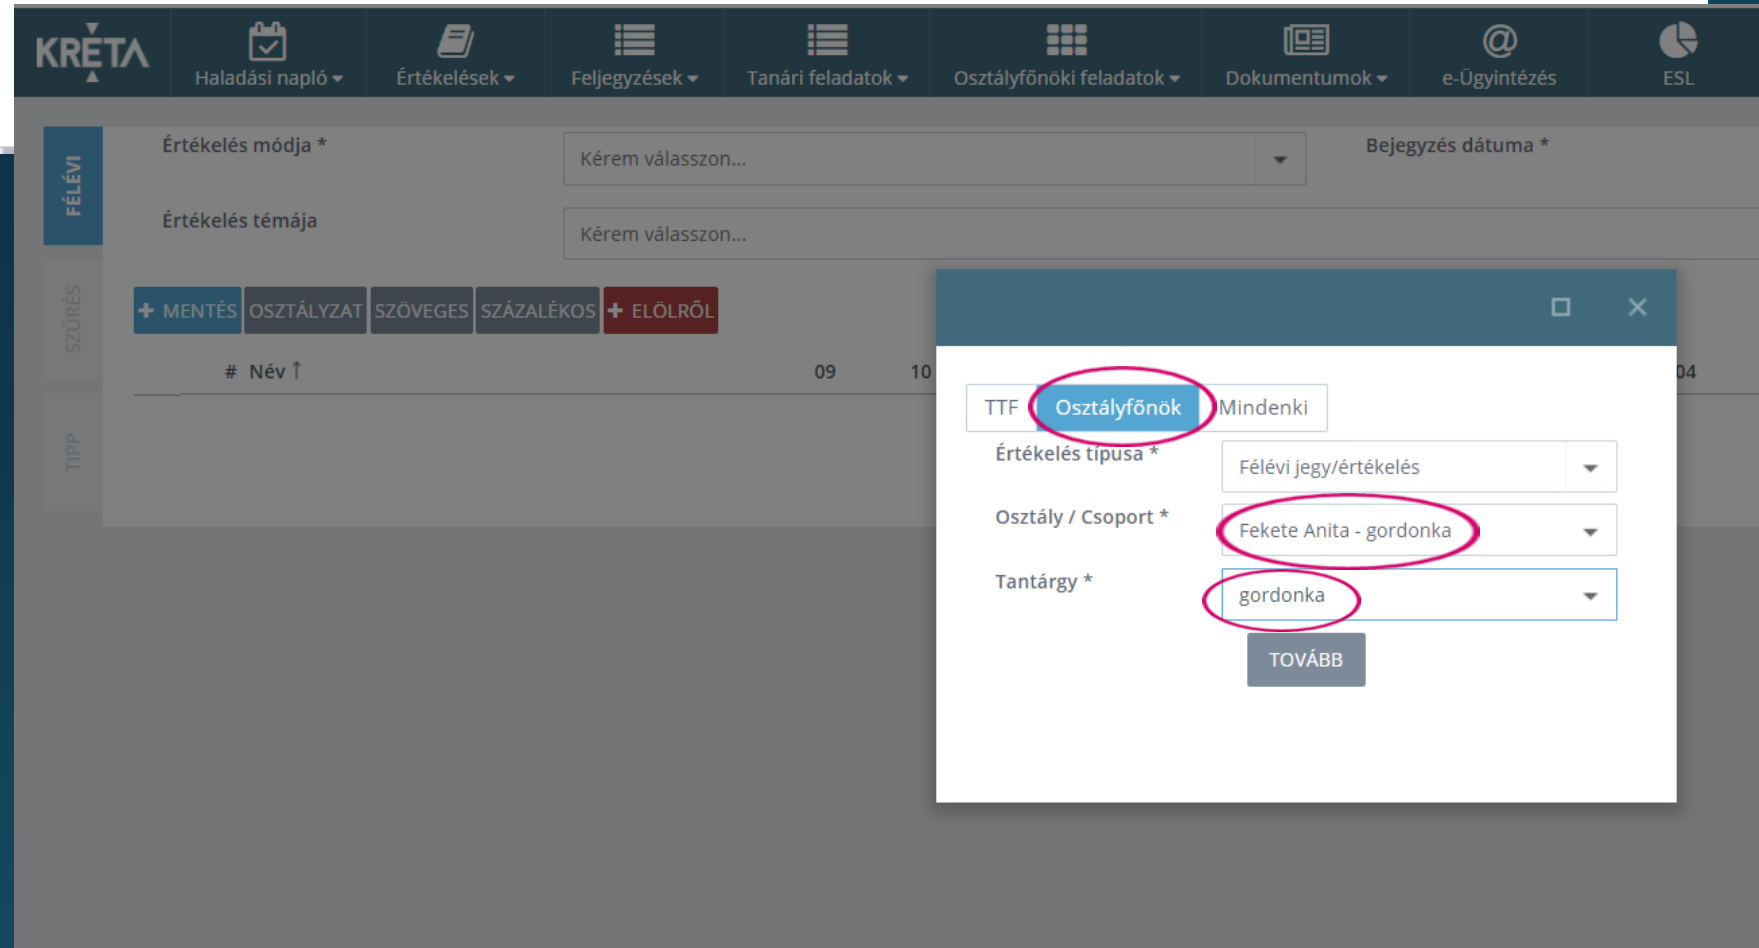 KRÉTA
Haladási napló
Értékelések
Feljegyzések
Tanári feladatok
Osztályfőnöki feladatok
Dokumentumok
e-Ügyintézés
ESL
FÉLÉVI
SZŰRÉS
TIPP
Értékelés módja *
Kérem válasszon...
Bejegyzés dátuma *
Értékelés témája
Kérem válasszon...
+ MENTÉS OSZTÁLYZAT SZÖVEGES SZÁZALÉKOS + ELÖLRŐL
# Név ↑ 09 10 04
TTF Osztályfőnök Mindenki
Értékelés típusa * Félévi jegy/értékelés
Osztály / Csoport * Fekete Anita - gordonka
Tantárgy * gordonka
TOVÁBB